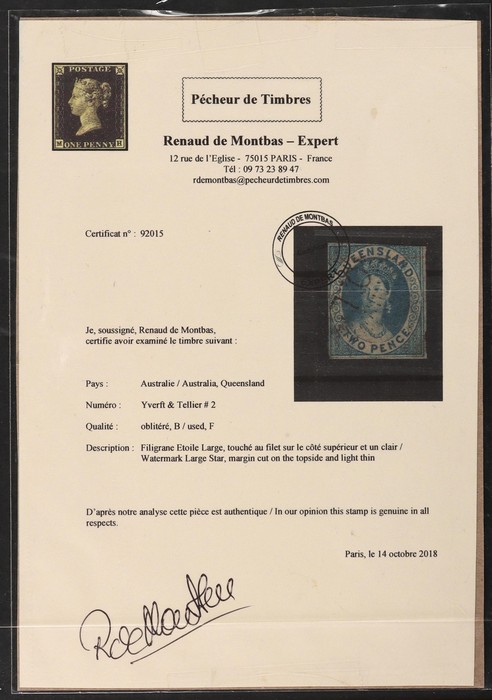 POSTAGE
ONE PENNY
Pêcheur de Timbres
Renaud de Montbas – Expert
12 rue de l'Eglise - 75015 PARIS - France
Tél : 09 73 23 89 47
rdemontbas@pecheurdetimbres.com
Certificat n° : 92015
RENAUD DE MONTBAS
QUEENSLAND
TWO PENCE
Je, soussigné, Renaud de Montbas,
certifie avoir examiné le timbre suivant :
Pays : Australie / Australia, Queensland
Numéro : Yverft & Tellier # 2
Qualité : oblitéré, B / used, F
Description : Filigrane Etoile Large, touché au filet sur le côté supérieur et un clair /
Watermark Large Star, margin cut on the topside and light thin
D'après notre analyse cette pièce est authentique / In our opinion this stamp is genuine in all
respects.
Paris, le 14 octobre 2018